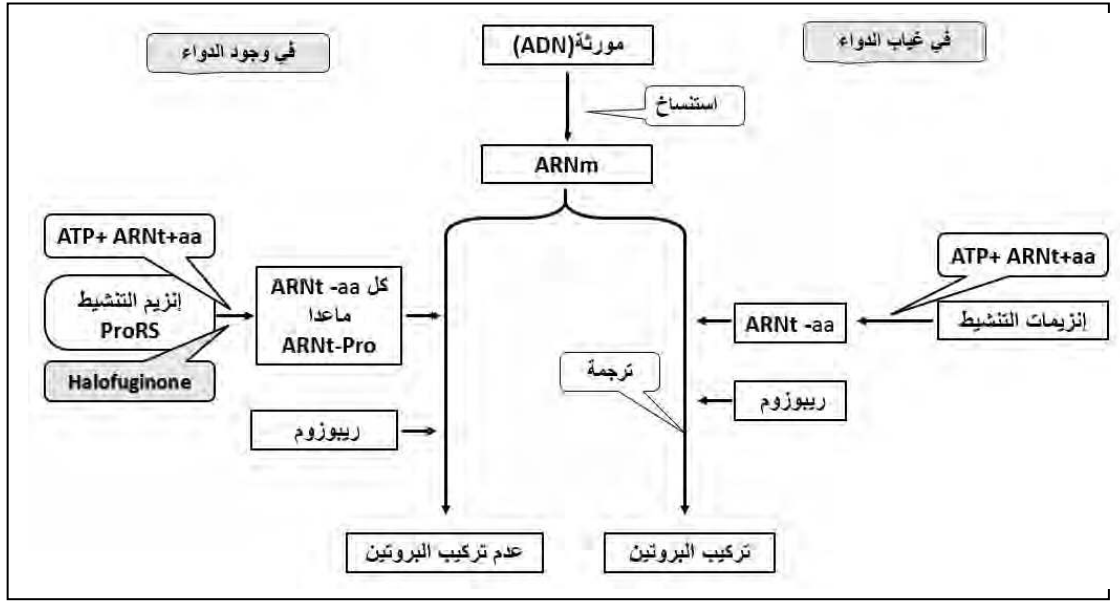 في غياب الدواء
مورثة(ADN)
في وجود الدواء
استنساخ
ARNm
ATP+ ARNt+aa
ATP+ ARNt+aa
إنزيمات التنشيط
ARNt -aa
كل ARNt -aa
ماعدا
ARNt-Pro
إنزيم التنشيط
ProRS
Halofuginone
ترجمة
ريبوزوم
ريبوزوم
تركيب البروتين
عدم تركيب البروتين